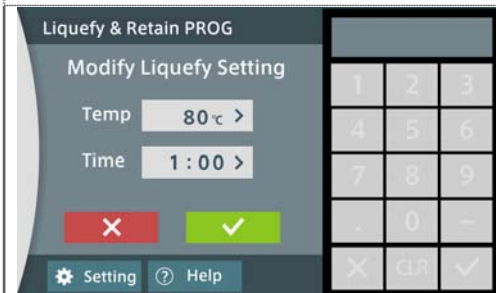 Liquefy & Retain PROG
Modify Liquefy Setting
Temp 80℃ >
Time 1:00 >
✕ ✓
Setting ? Help
1 2 3
4 5 6
7 8 9
. 0 −
✕ CLR ✓